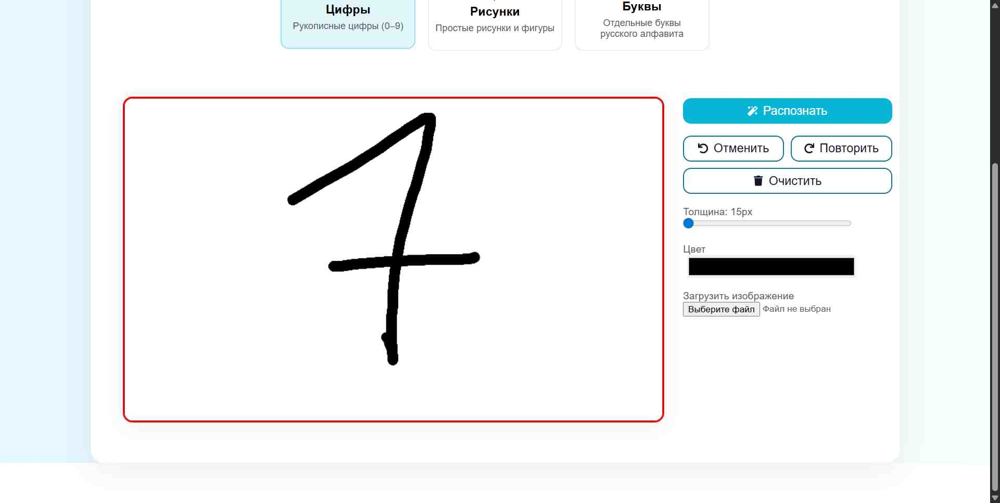 Цифры
Рукописные цифры (0–9)
Рисунки
Простые рисунки и фигуры
Буквы
Отдельные буквы
русского алфавита
7
Распознать
Отменить
Повторить
Очистить
Толщина: 15px
Цвет
Загрузить изображение
Выберите файл Файл не выбран